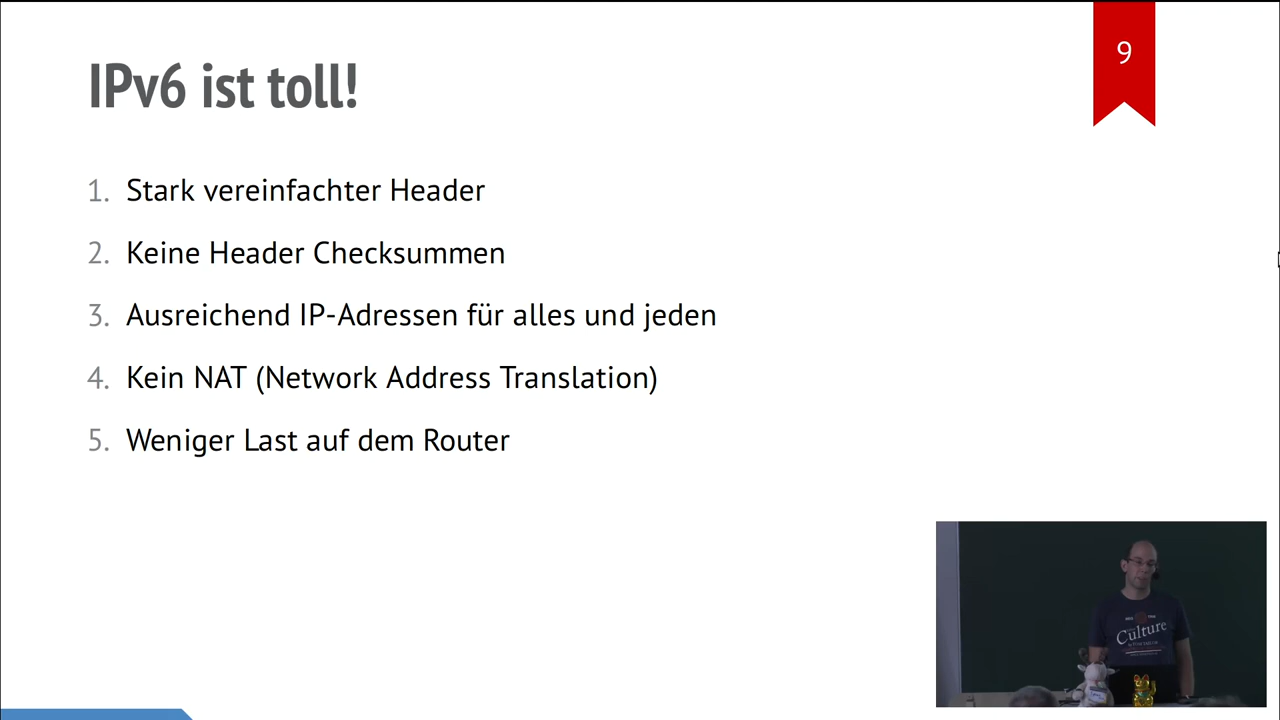 IPv6 ist toll!
9
1. Stark vereinfachter Header
2. Keine Header Checksummen
3. Ausreichend IP-Adressen für alles und jeden
4. Kein NAT (Network Address Translation)
5. Weniger Last auf dem Router
Culture